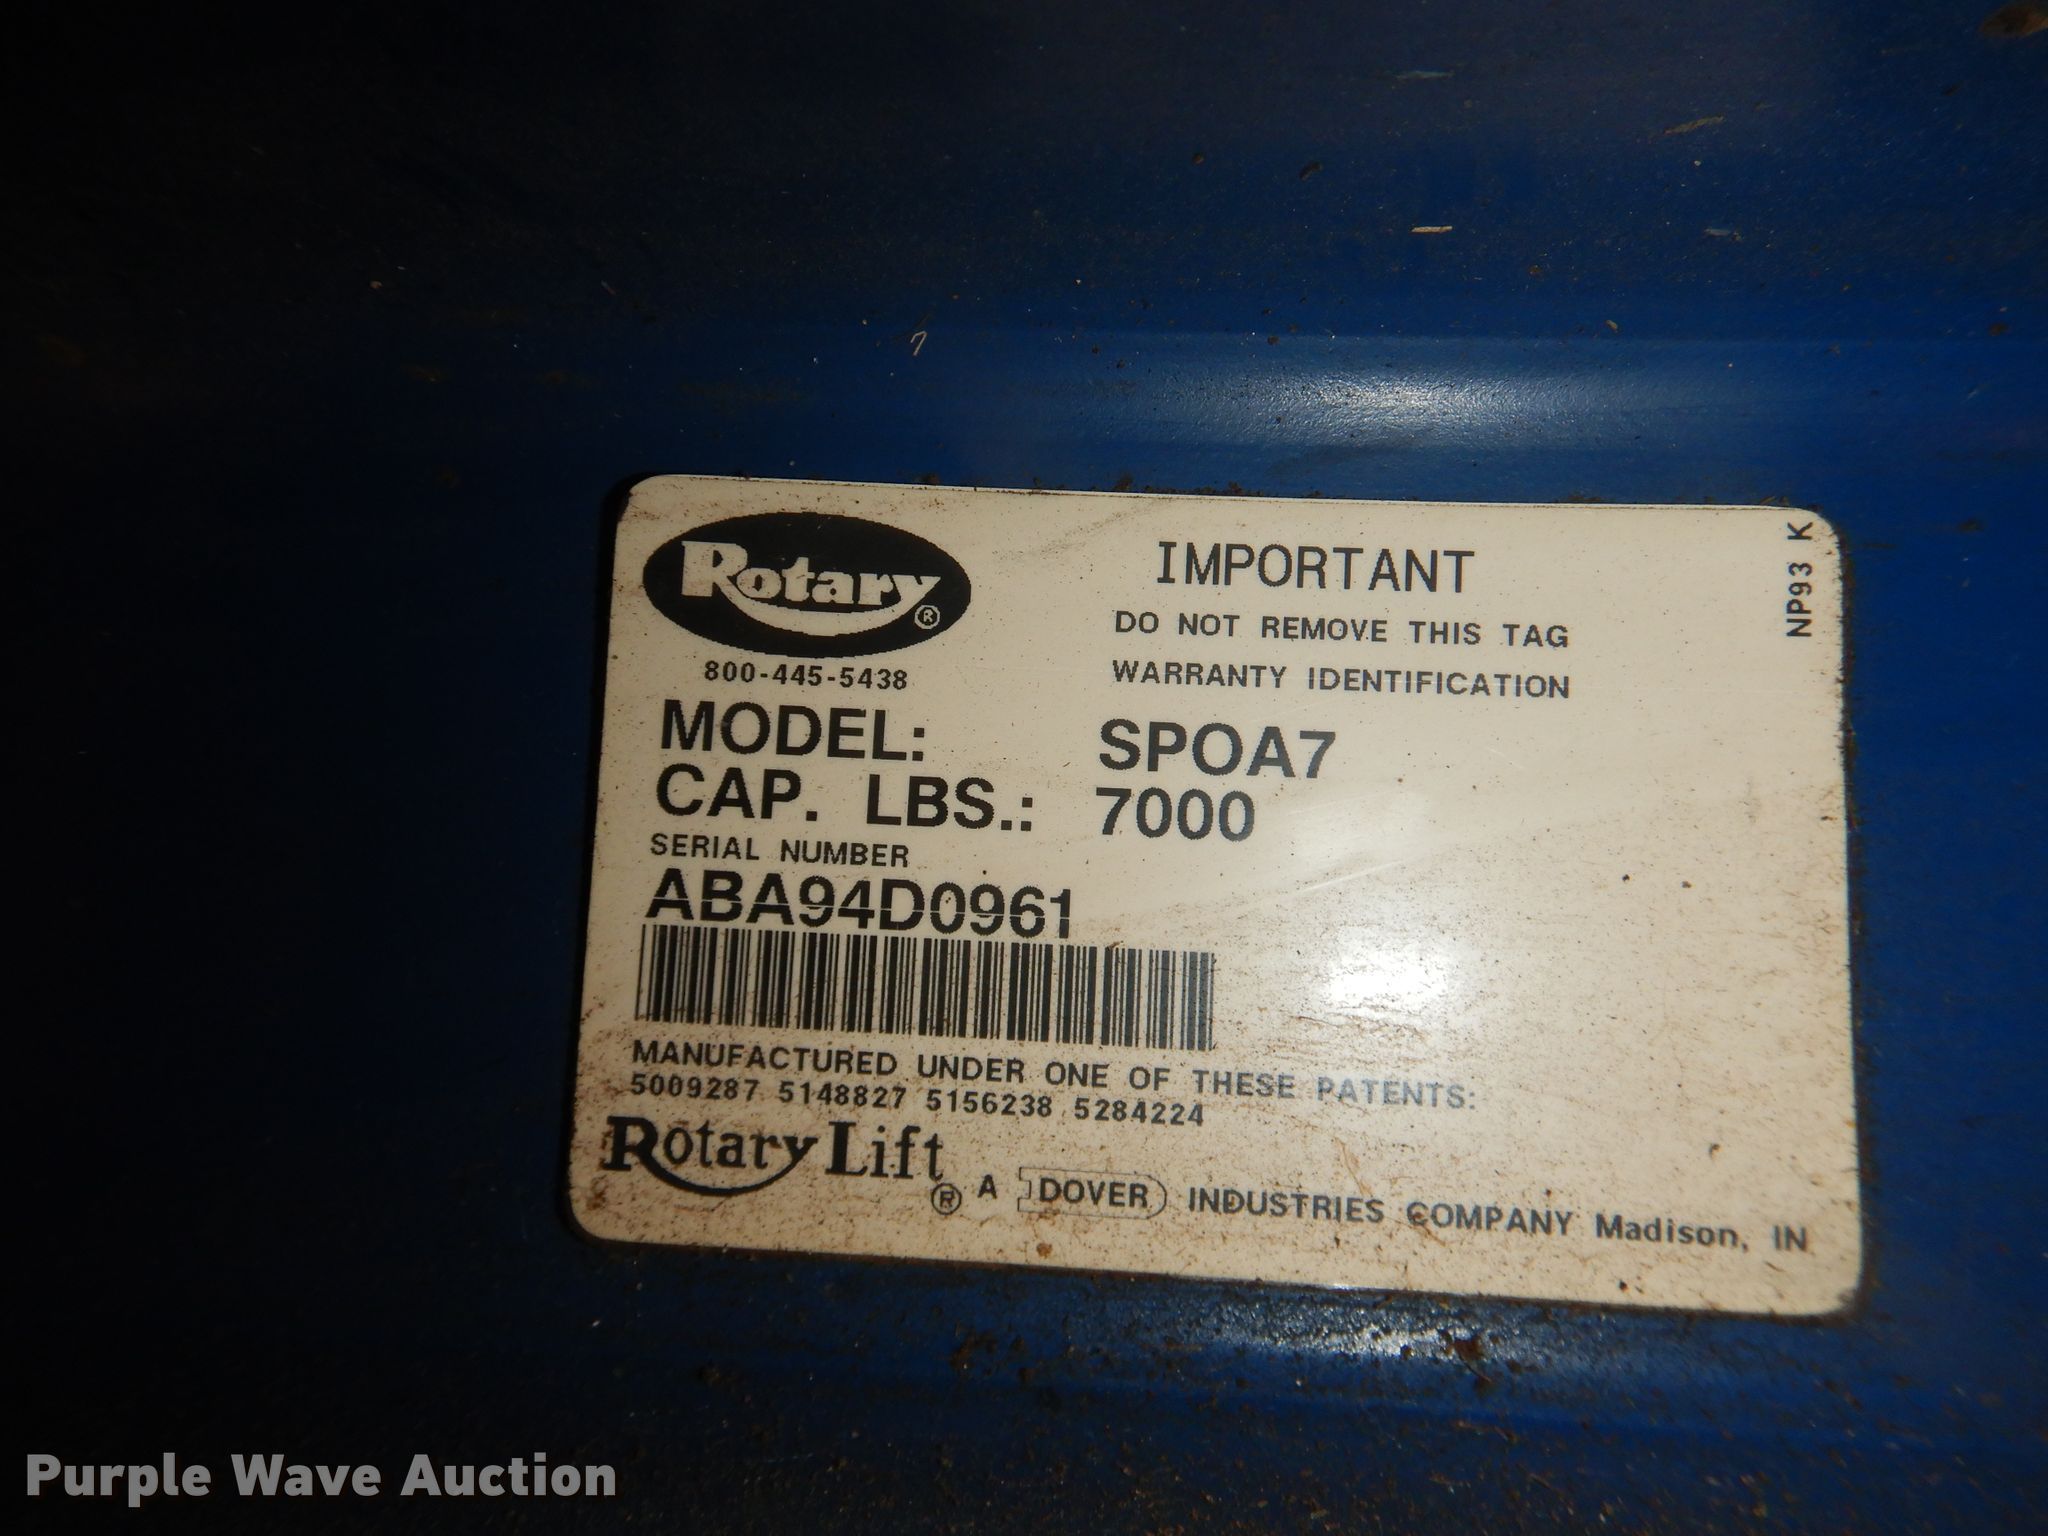 Rotary®
800-445-5438
IMPORTANT
DO NOT REMOVE THIS TAG
WARRANTY IDENTIFICATION
NP93 K
MODEL: SPOA7
CAP. LBS.: 7000
SERIAL NUMBER
ABA94D0961
MANUFACTURED UNDER ONE OF THESE PATENTS:
5009287 5148827 5156238 5284224
Rotary Lift® A DOVER INDUSTRIES COMPANY Madison, IN
Purple Wave Auction